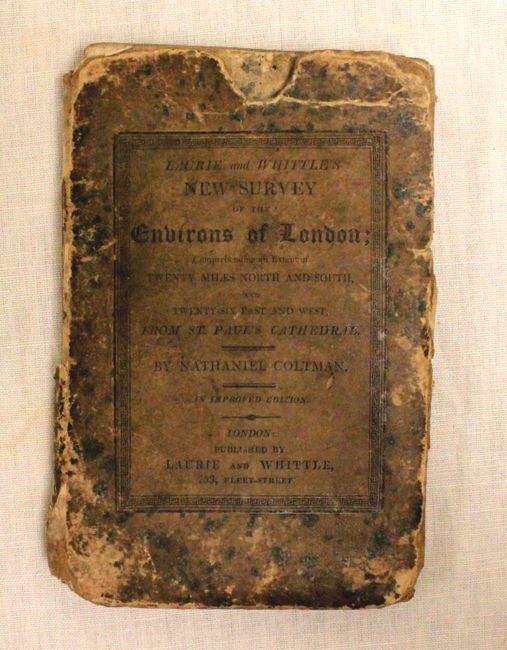 LAURIE and WHITTLE'S
NEW SURVEY
OF THE
Environs of London;
Comprehending an Extent of
TWENTY MILES NORTH AND SOUTH,
AND
TWENTY-SIX EAST AND WEST,
FROM ST. PAUL'S CATHEDRAL.
BY NATHANIEL COLTMAN.
AN IMPROVED EDITION.
LONDON:
PUBLISHED BY
LAURIE AND WHITTLE,
53, FLEET-STREET.